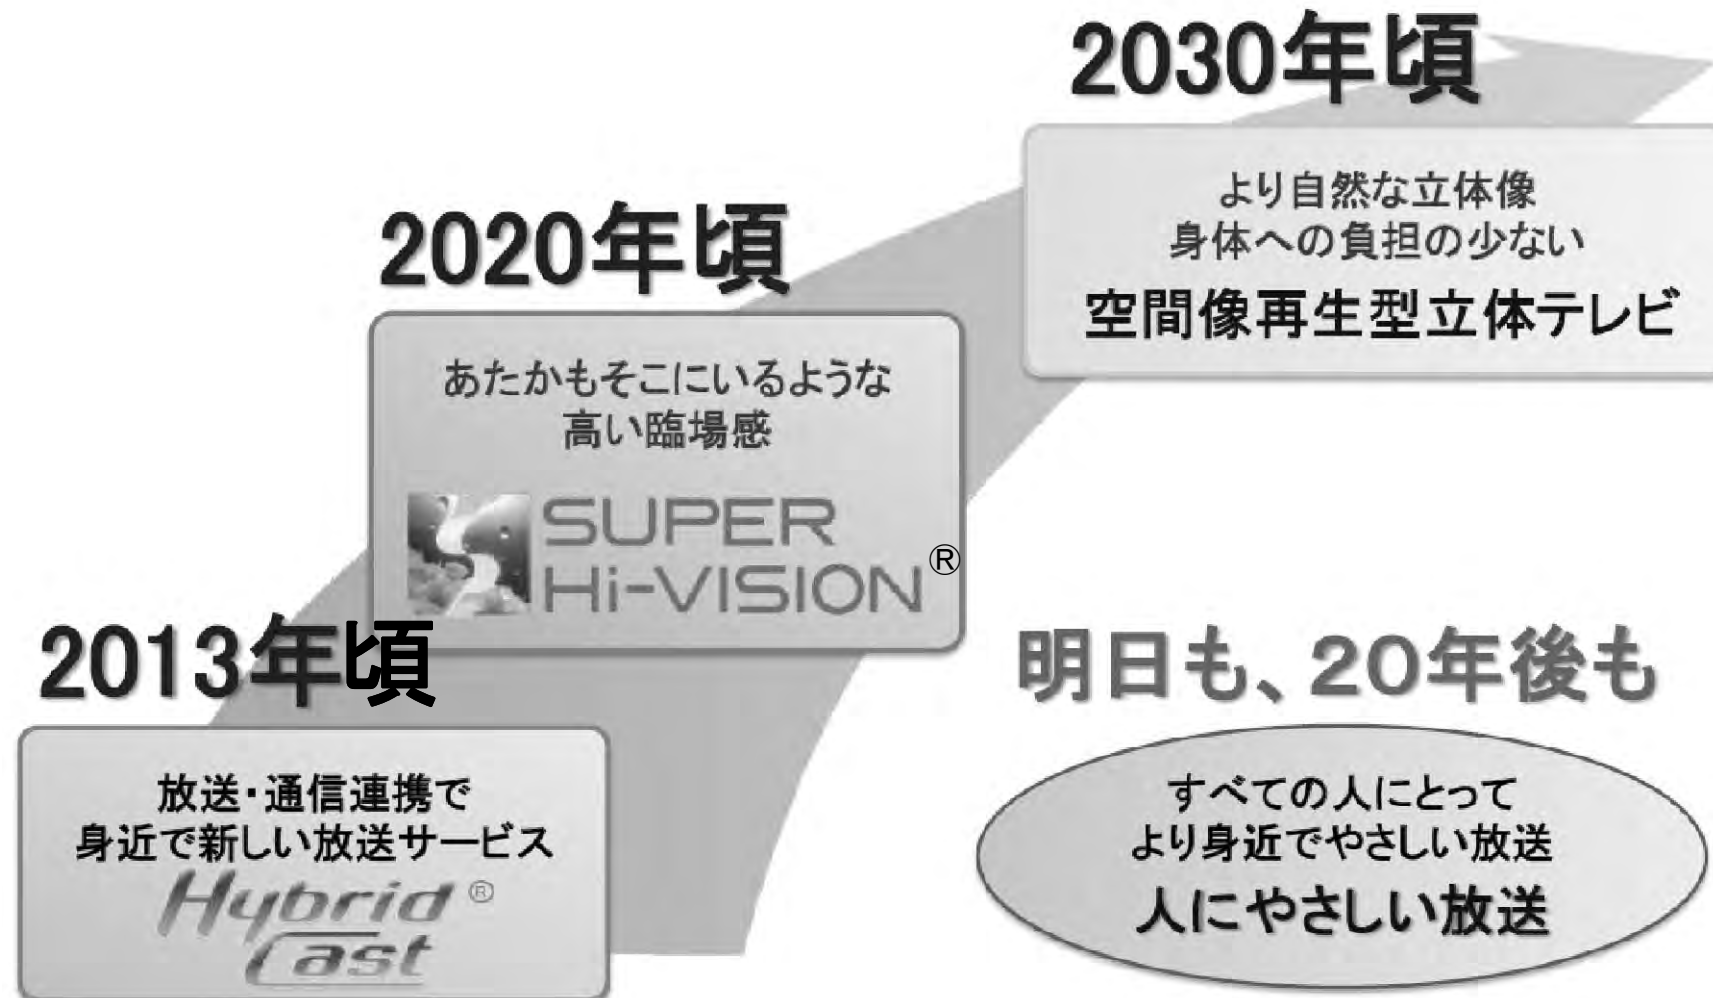 2030年頃
より自然な立体像
身体への負担の少ない
空間像再生型立体テレビ
2020年頃
あたかもそこにいるような
高い臨場感
SUPER
Hi-VISION®
2013年頃
放送・通信連携で
身近で新しい放送サービス
Hybrid®
Cast
明日も、20年後も
すべての人にとって
より身近でやさしい放送
人にやさしい放送